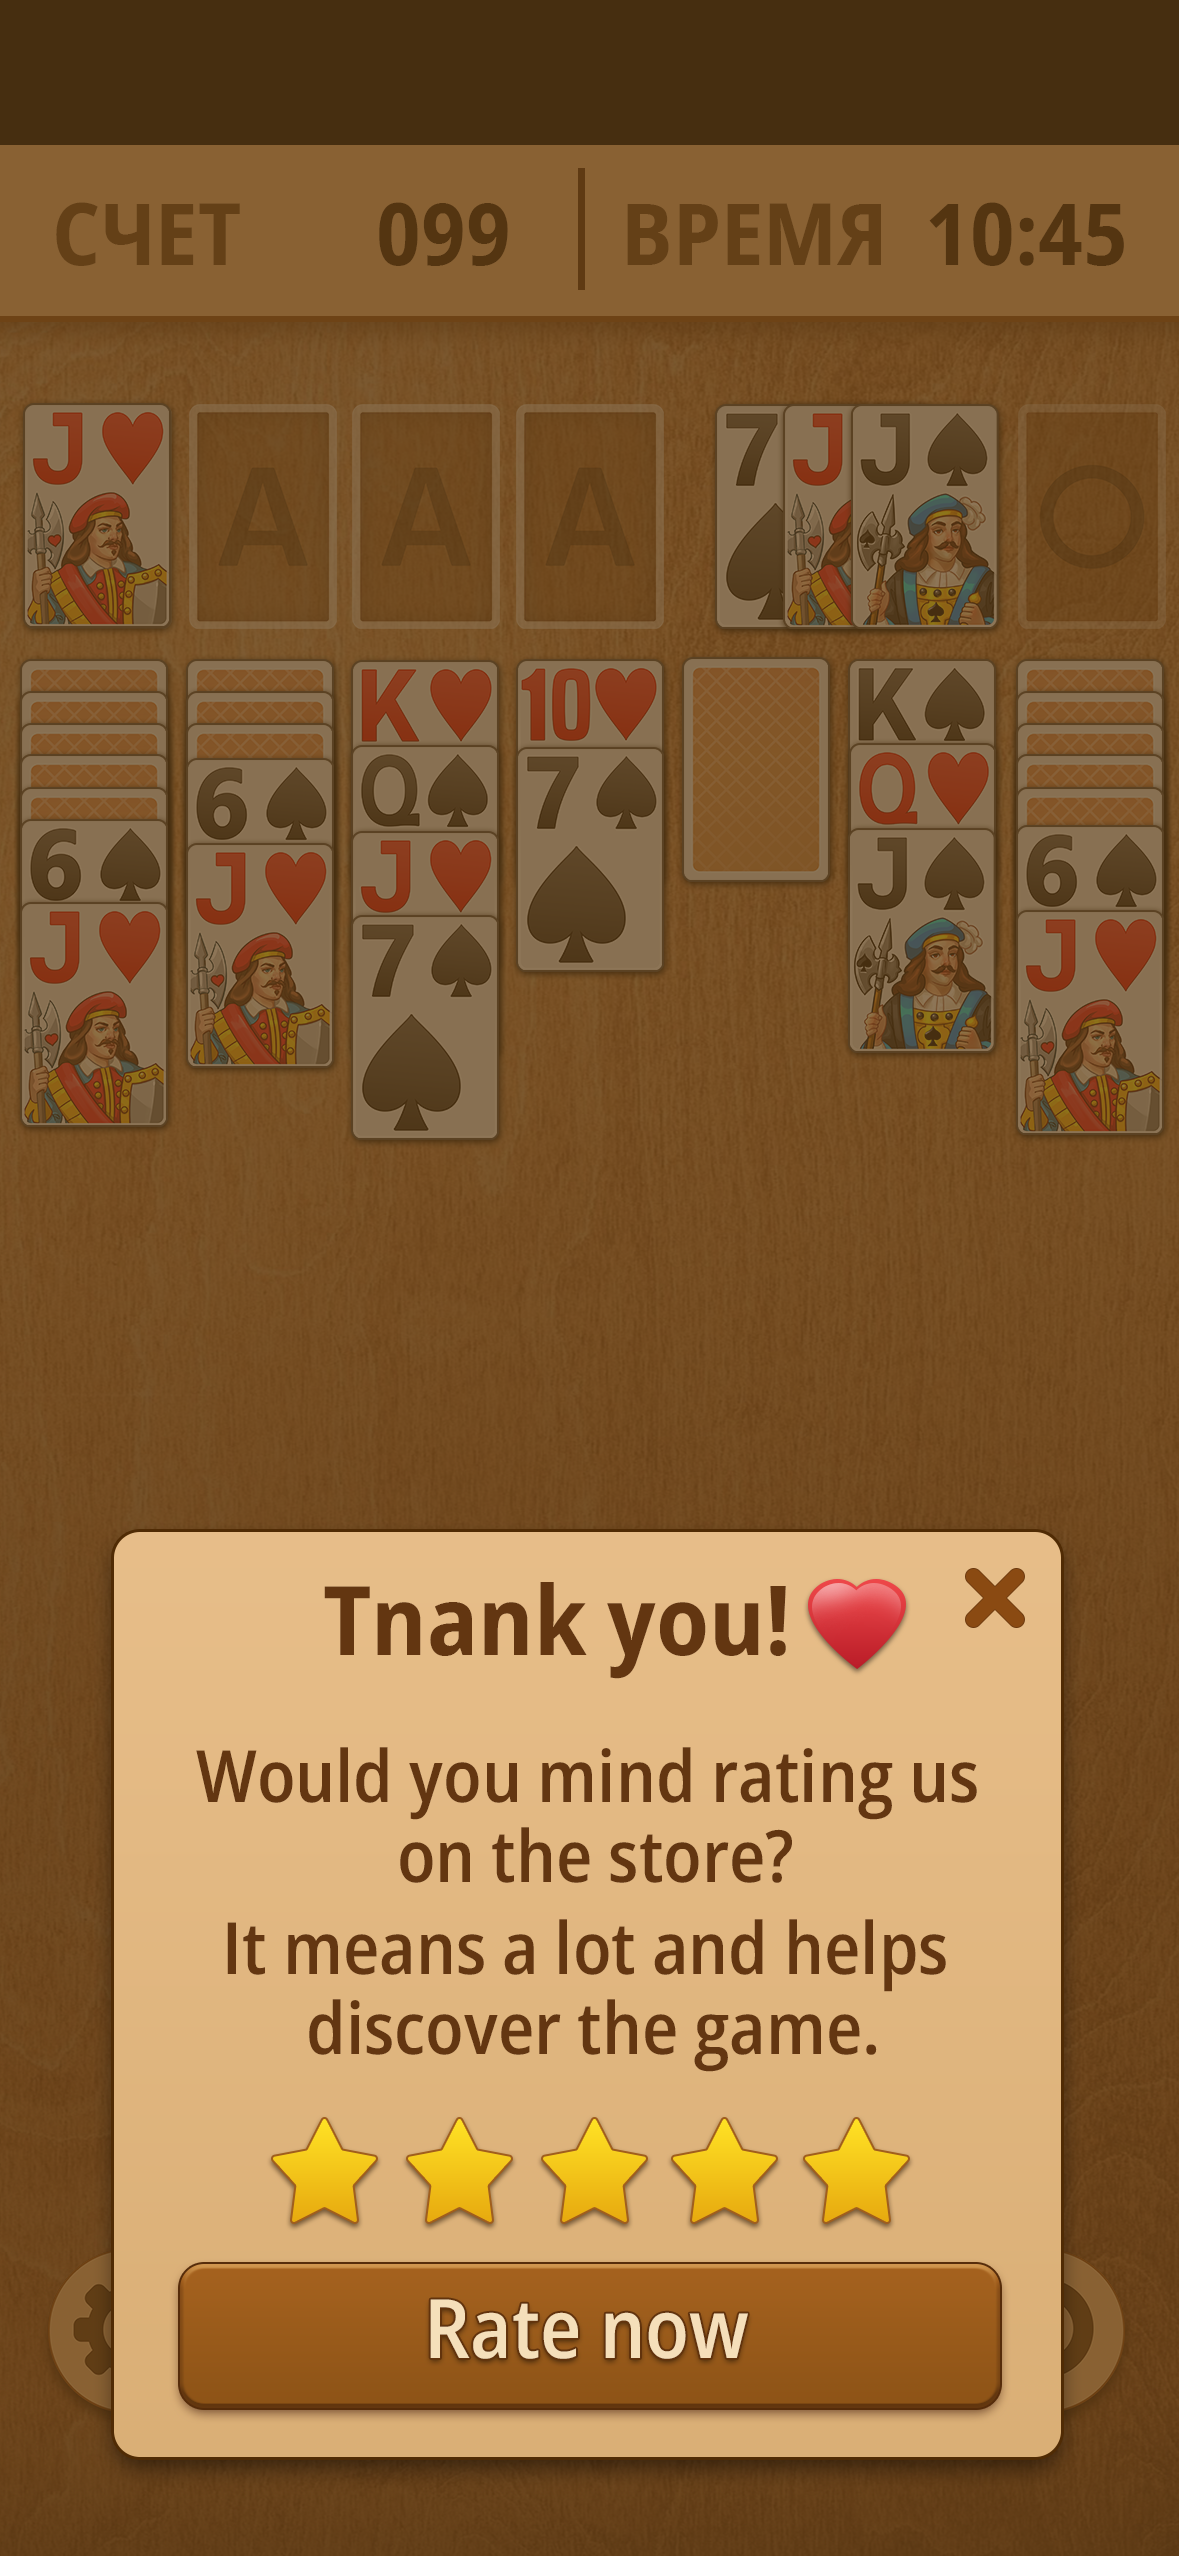 СЧЕТ 099 ВРЕМЯ 10:45
J A A A 7 J J
K 10 K
6 Q 7 Q
6 J J J 6
J 7 J
Tnank you!
Would you mind rating us
on the store?
It means a lot and helps
discover the game.
Rate now